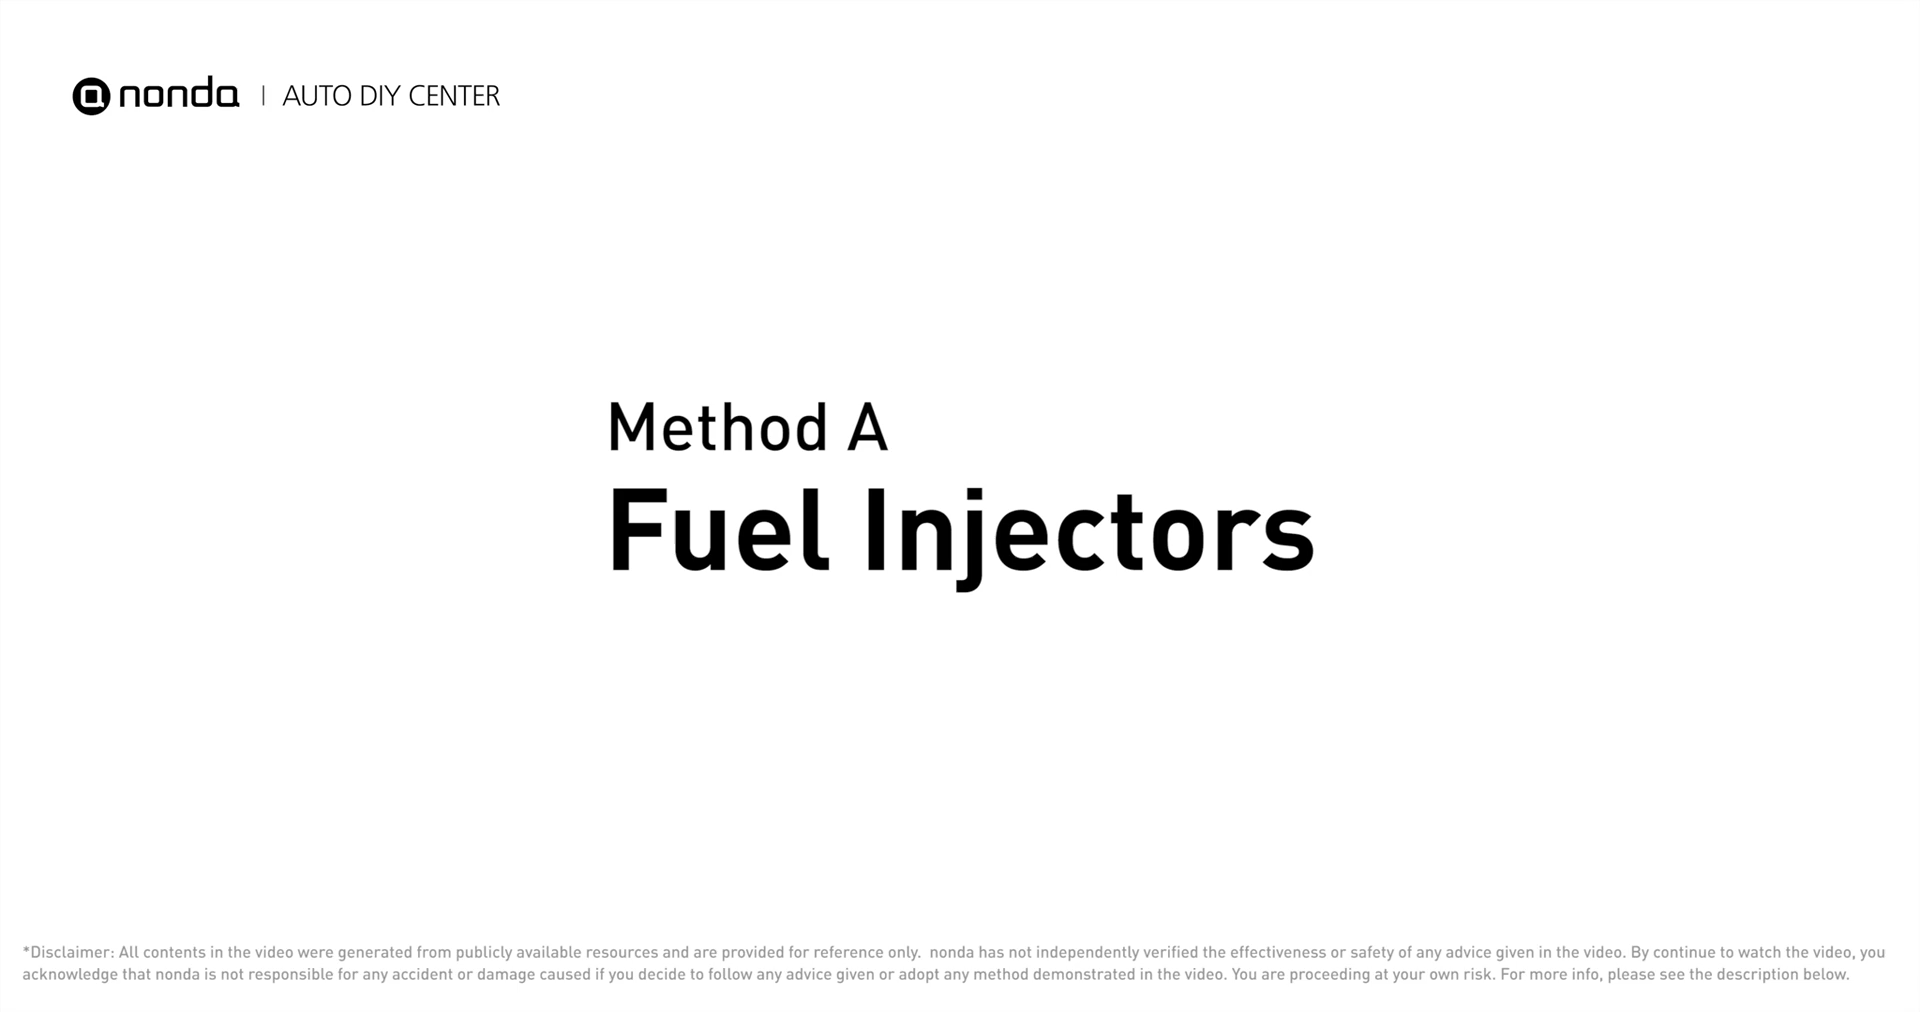 nonda | AUTO DIY CENTER
Method A
Fuel Injectors
*Disclaimer: All contents in the video were generated from publicly available resources and are provided for reference only.  nonda has not independently verified the effectiveness or safety of any advice given in the video. By continue to watch the video, you
acknowledge that nonda is not responsible for any accident or damage caused if you decide to follow any advice given or adopt any method demonstrated in the video. You are proceeding at your own risk. For more info, please see the description below.